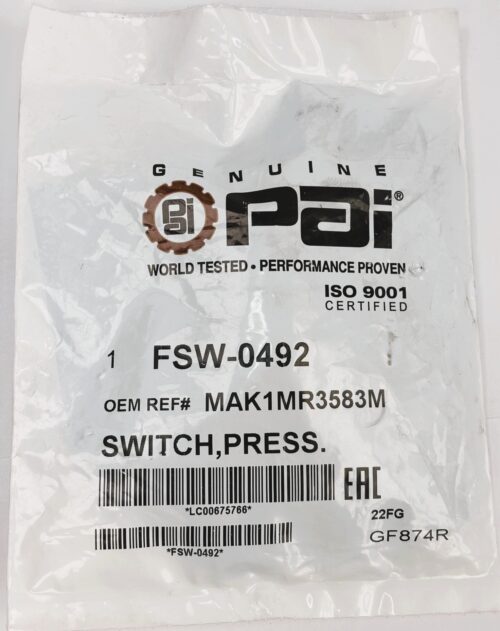 GENUINE
pai pai®
WORLD TESTED • PERFORMANCE PROVEN
ISO 9001
CERTIFIED
1 FSW-0492
OEM REF# MAK1MR3583M
SWITCH,PRESS.
EAC
*LC00675766*
22FG
GF874R
*FSW-0492*